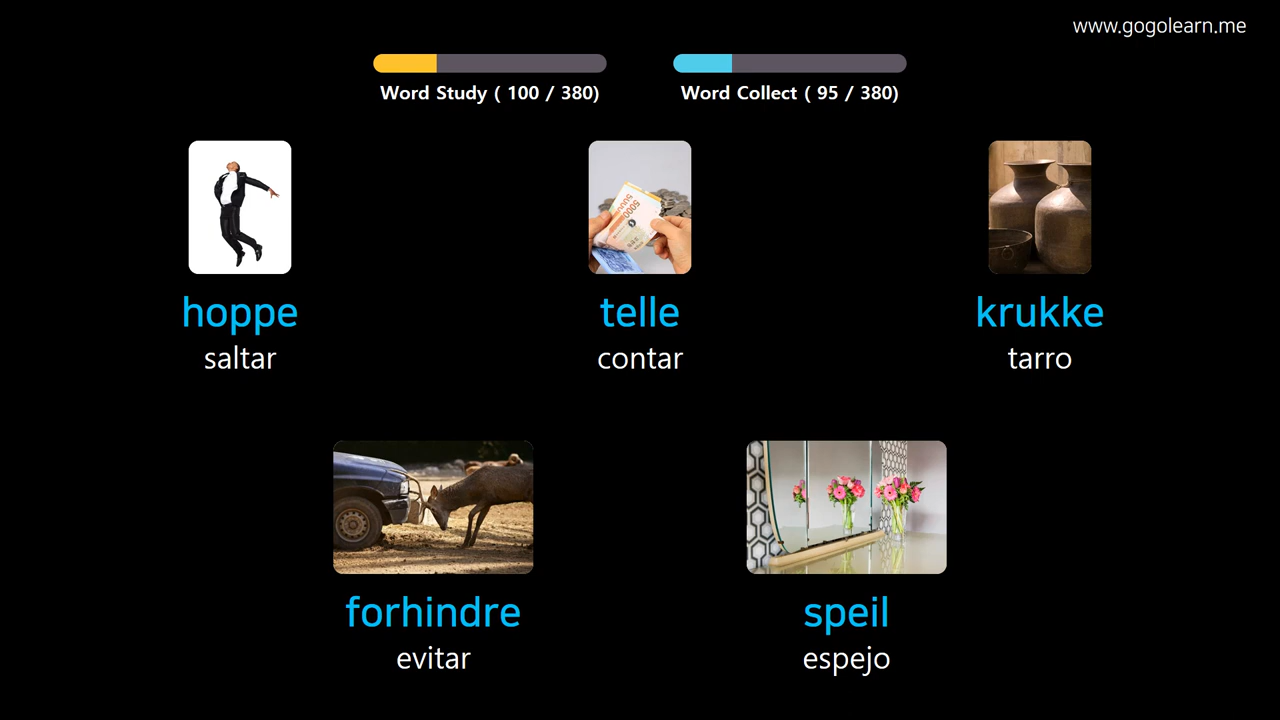 www.gogolearn.me
Word Study ( 100 / 380)
Word Collect ( 95 / 380)
hoppe
saltar
telle
contar
krukke
tarro
forhindre
evitar
speil
espejo